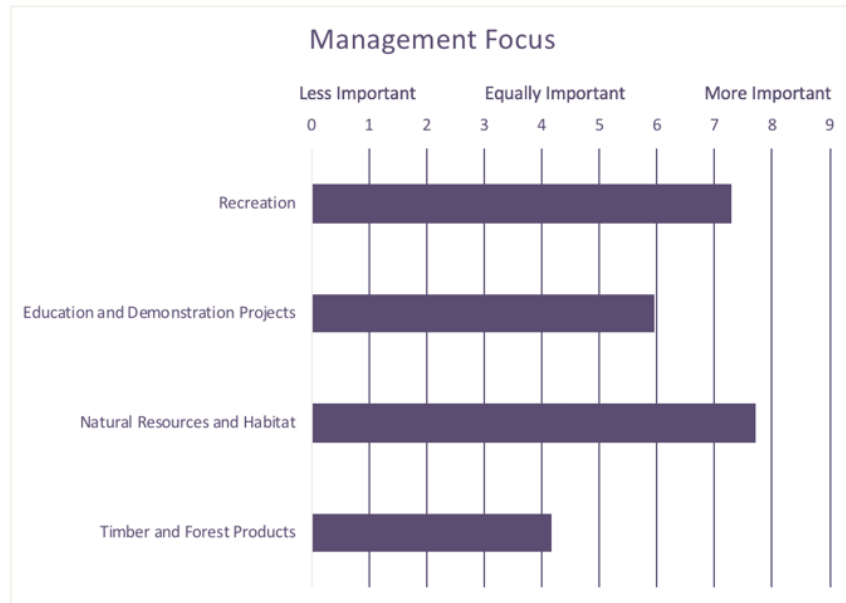 Management Focus
Less Important Equally Important More Important
0 1 2 3 4 5 6 7 8 9
Recreation
Education and Demonstration Projects
Natural Resources and Habitat
Timber and Forest Products